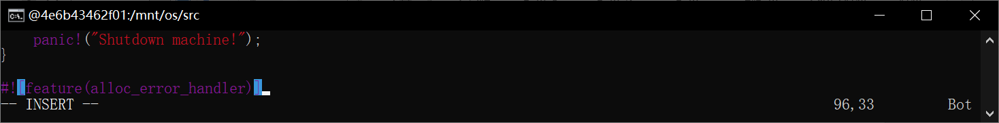 @4e6b43462f01:/mnt/os/src
    panic!("Shutdown machine!");
}
#![feature(alloc_error_handler)]
-- INSERT -- 96,33 Bot